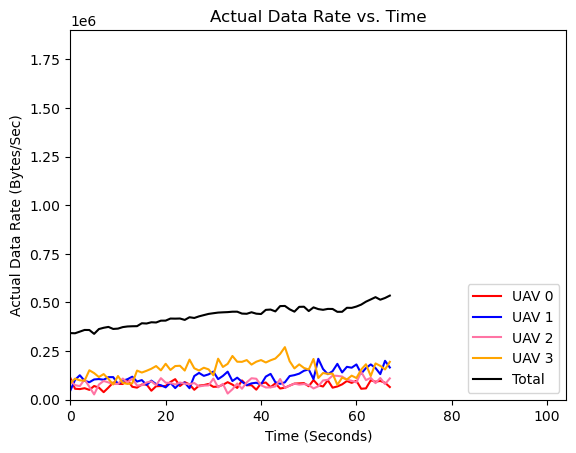 Actual Data Rate vs. Time
1e6
Actual Data Rate (Bytes/Sec)
1.75
1.50
1.25
1.00
0.75
0.50
0.25
0.00
0 20 40 60 80 100
Time (Seconds)
UAV 0
UAV 1
UAV 2
UAV 3
Total